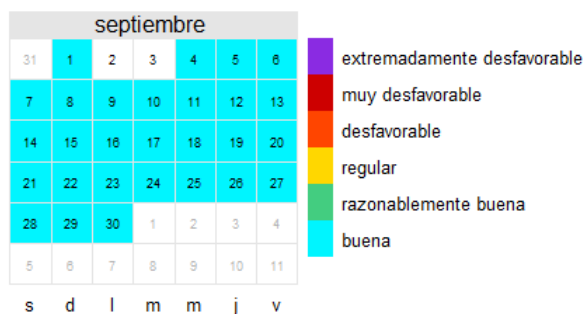 septiembre
31 1 2 3 4 5 6
7 8 9 10 11 12 13
14 15 16 17 18 19 20
21 22 23 24 25 26 27
28 29 30 1 2 3 4
5 6 7 8 9 10 11
s d l m m j v
extremadamente desfavorable
muy desfavorable
desfavorable
regular
razonablemente buena
buena